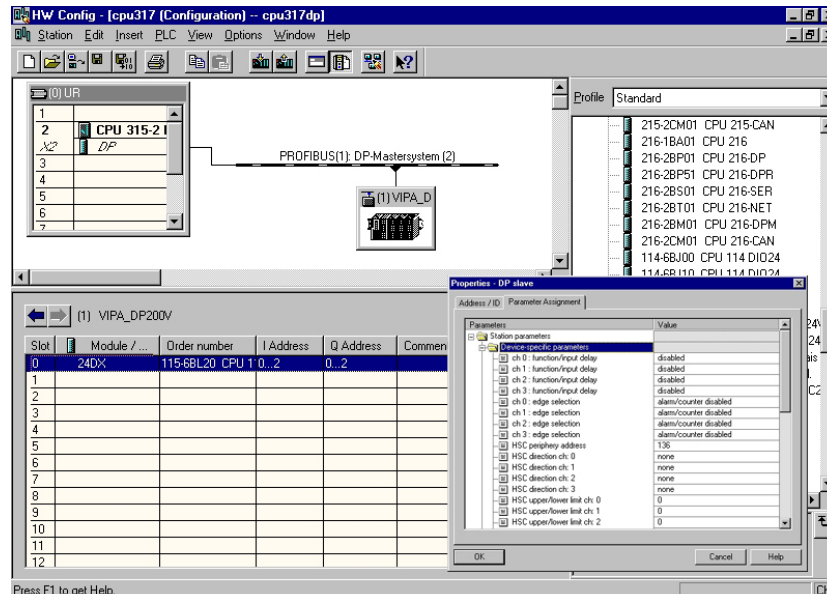 HW Config - [cpu317 (Configuration) -- cpu317dp]
Station Edit Insert PLC View Options Window Help
(0) UR
1
2 CPU 315-2
X2 DP
3
4
5
6
7
PROFIBUS(1): DP-Mastersystem (2)
(1) VIPA_D
Profile Standard
215-2CM01 CPU 215-CAN
216-1BA01 CPU 216
216-2BP01 CPU 216-DP
216-2BP51 CPU 216-DPR
216-2BS01 CPU 216-SER
216-2BT01 CPU 216-NET
216-2BM01 CPU 216-DPM
216-2CM01 CPU 216-CAN
114-6BJ00 CPU 114 DIO24
114-6BJ10 CPU 114 DIO24
(1) VIPA_DP200V
Slot Module / ... Order number I Address Q Address Commen
0 24DX 115-6BL20 CPU 1 0...2 0...2
1
2
3
4
5
6
7
8
9
10
11
12
Properties - DP slave
Address / ID Parameter Assignment
Parameters Value
Station parameters
Device-specific parameters
ch 0 : function/input delay disabled
ch 1 : function/input delay disabled
ch 2 : function/input delay disabled
ch 3 : function/input delay disabled
ch 0 : edge selection alarm/counter disabled
ch 1 : edge selection alarm/counter disabled
ch 2 : edge selection alarm/counter disabled
ch 3 : edge selection alarm/counter disabled
HSC periphery address 136
HSC direction ch: 0 none
HSC direction ch: 1 none
HSC direction ch: 2 none
HSC direction ch: 3 none
HSC upper/lower limit ch: 0 0
HSC upper/lower limit ch: 1 0
HSC upper/lower limit ch: 2 0
OK Cancel Help
Press F1 to get Help.